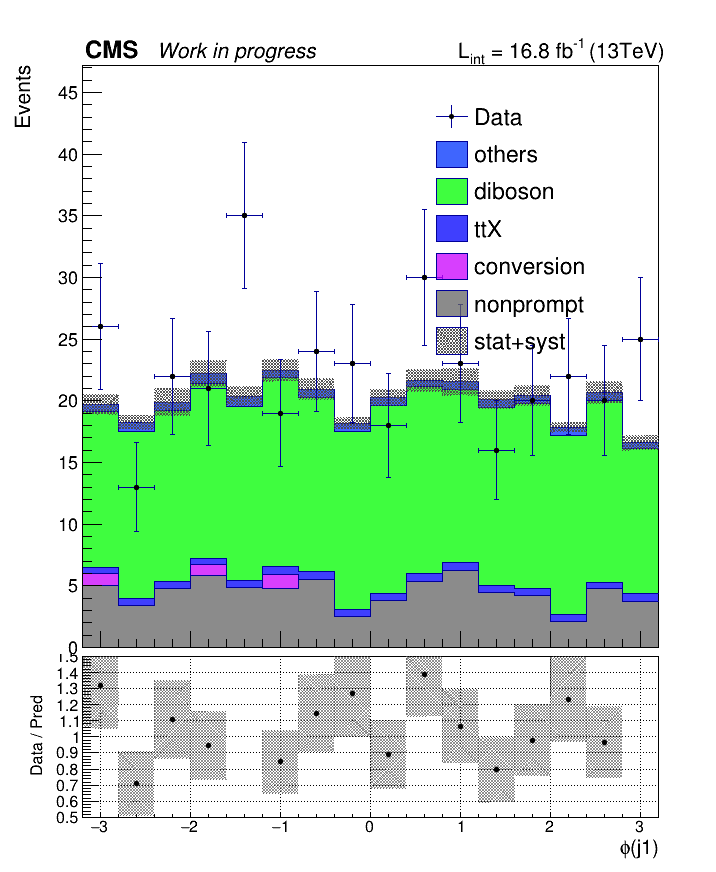 CMS Work in progress L_int = 16.8 fb^-1 (13TeV)
Events
45
40
35
30
25
20
15
10
5
0
Data
others
diboson
ttX
conversion
nonprompt
stat+syst
Data / Pred
1.5
1.4
1.3
1.2
1.1
1
0.9
0.8
0.7
0.6
0.5
−3 −2 −1 0 1 2 3
ϕ(j1)